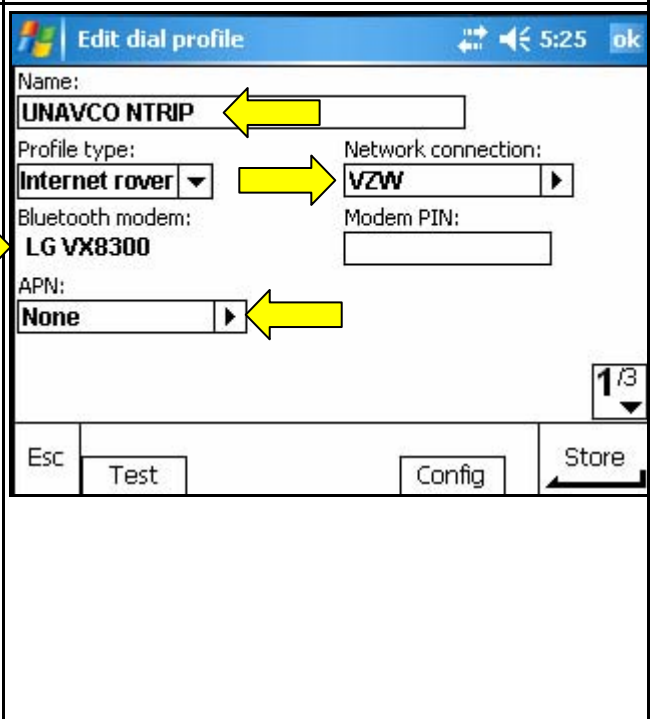 Edit dial profile 5:25 ok
Name:
UNAVCO NTRIP
Profile type: Network connection:
Internet rover VZW
Bluetooth modem: Modem PIN:
LG VX8300
APN:
None
1/3
Esc Test Config Store